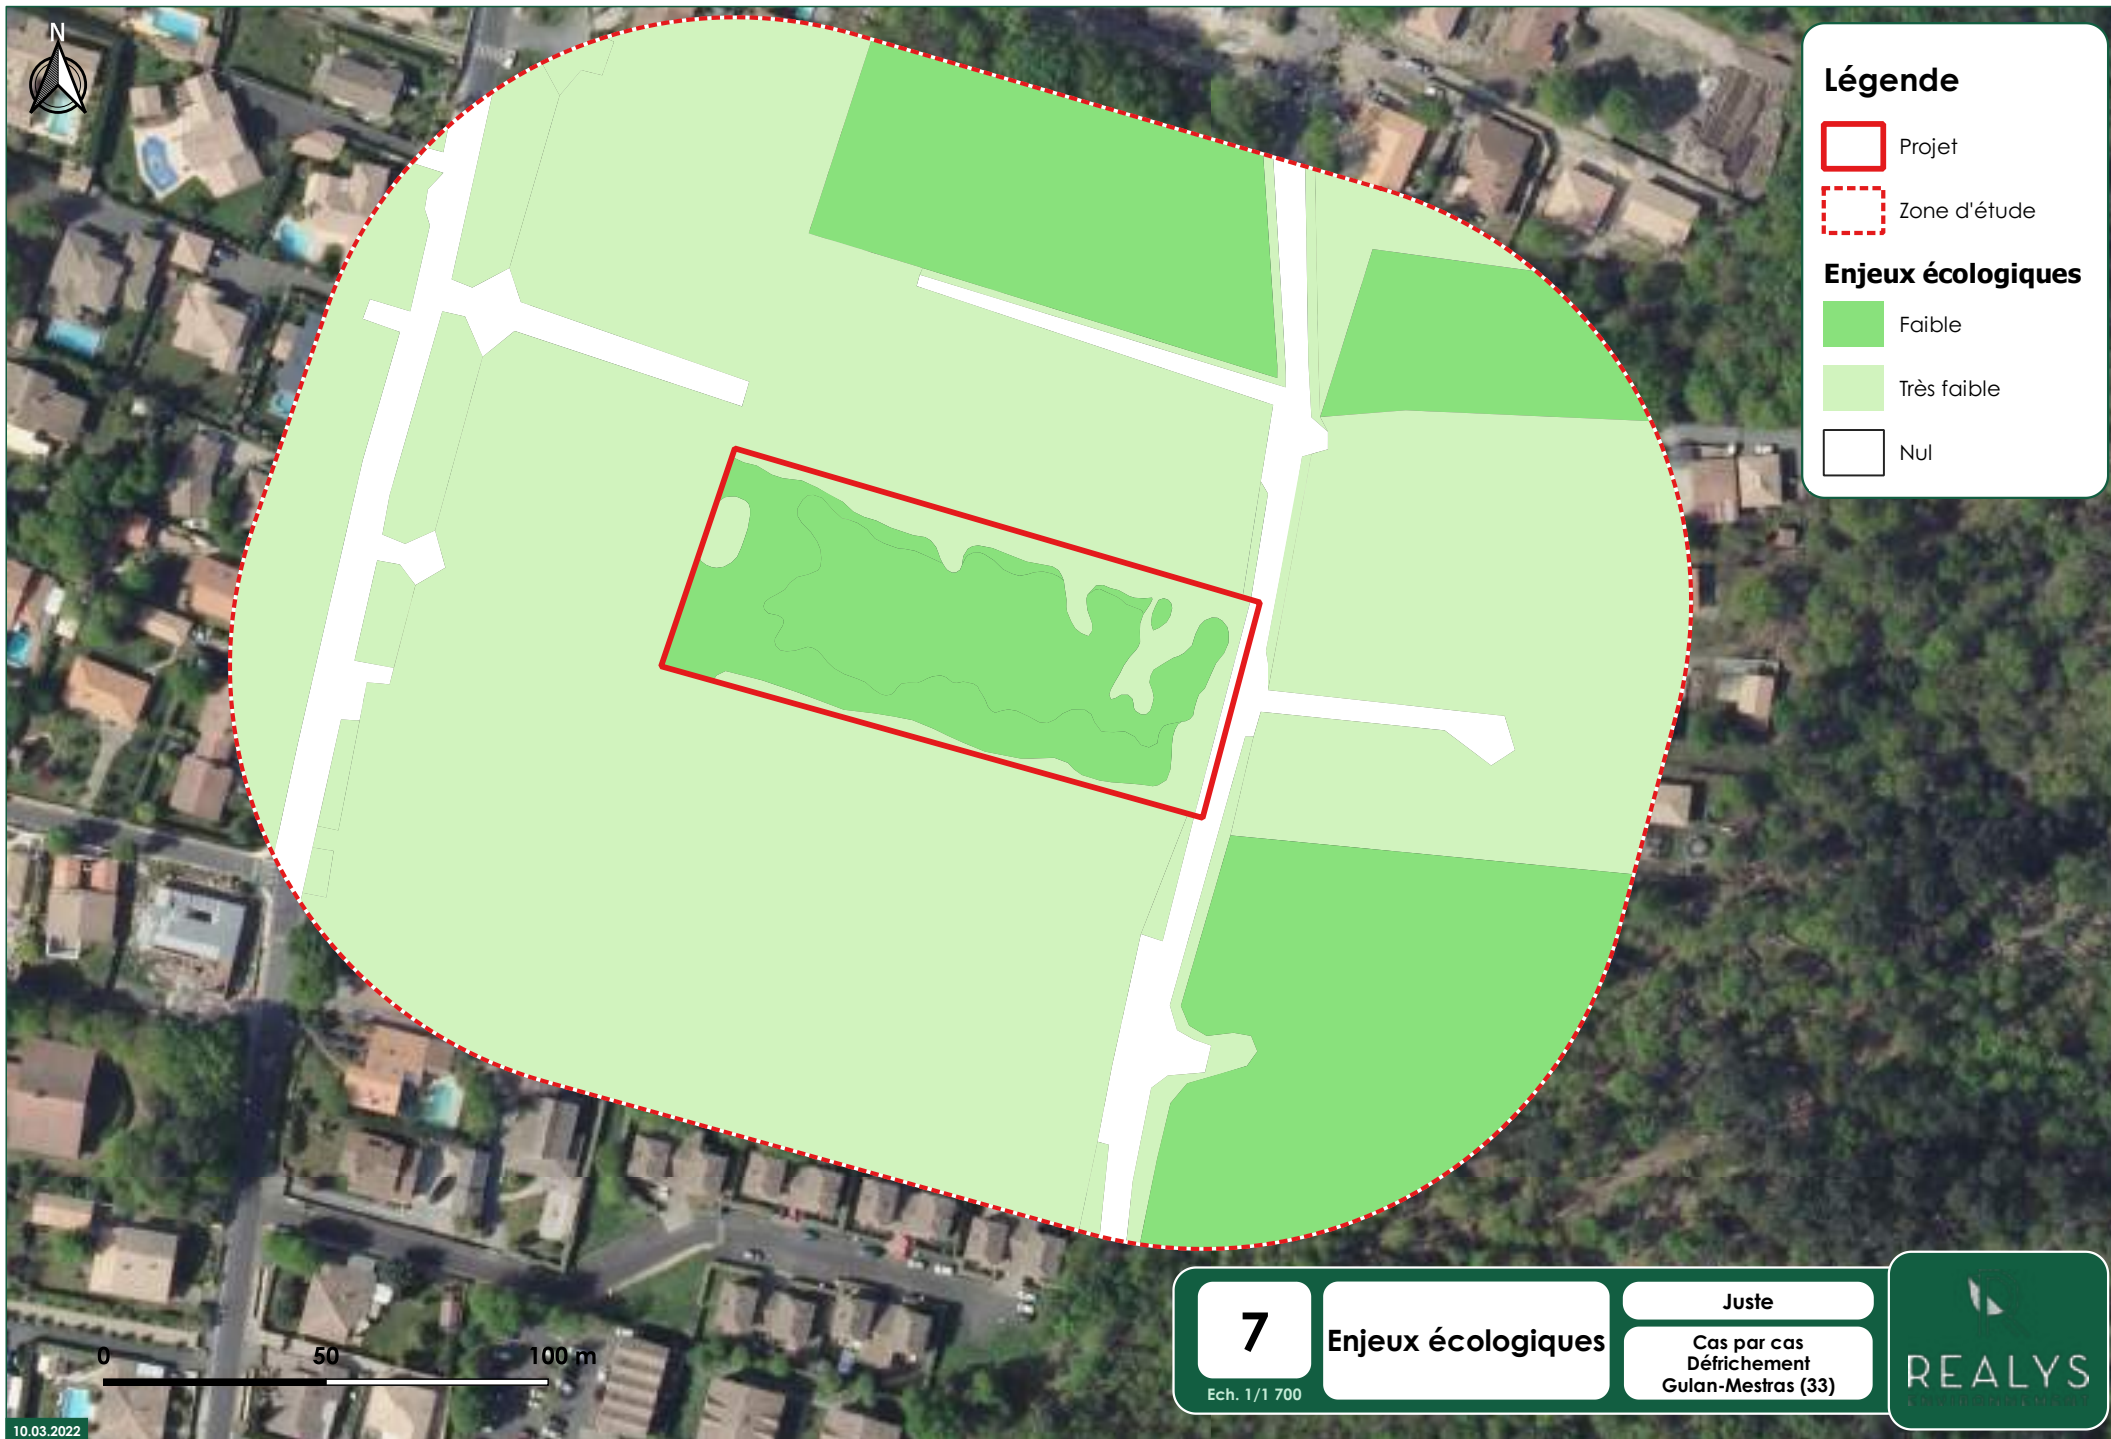 N
Légende
Projet
Zone d'étude
Enjeux écologiques
Faible
Très faible
Nul
0 50 100 m
7
Ech. 1/1 700
Enjeux écologiques
Juste
Cas par cas
Défrichement
Gulan-Mestras (33)
REALYS
10.03.2022